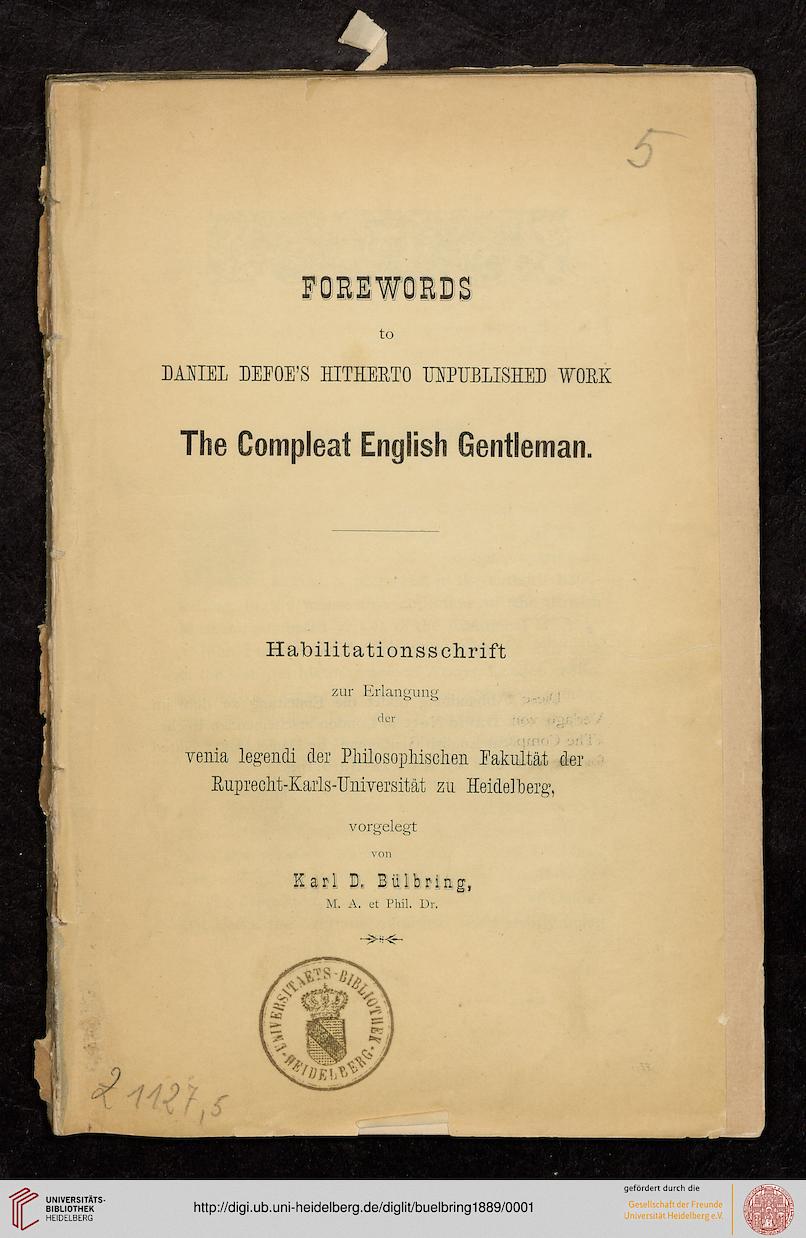 5
FOREWORDS
to
DANIEL DEFOE'S HITHERTO UNPUBLISHED WORK
The Compleat English Gentleman.
Habilitationsschrift
zur Erlangung
der
venia legendi der Philosophischen Fakultät der
Ruprecht-Karls-Universität zu Heidelberg,
vorgelegt
von
Karl D. Bülbring,
M. A. et Phil. Dr.
UNIVERSITAETS-BIBLIOTHEK
HEIDELBERG
1127,5
UNIVERSITÄTS-
BIBLIOTHEK
HEIDELBERG
http://digi.ub.uni-heidelberg.de/diglit/buelbring1889/0001
gefördert durch die
Gesellschaft der Freunde
Universität Heidelberg e.V.